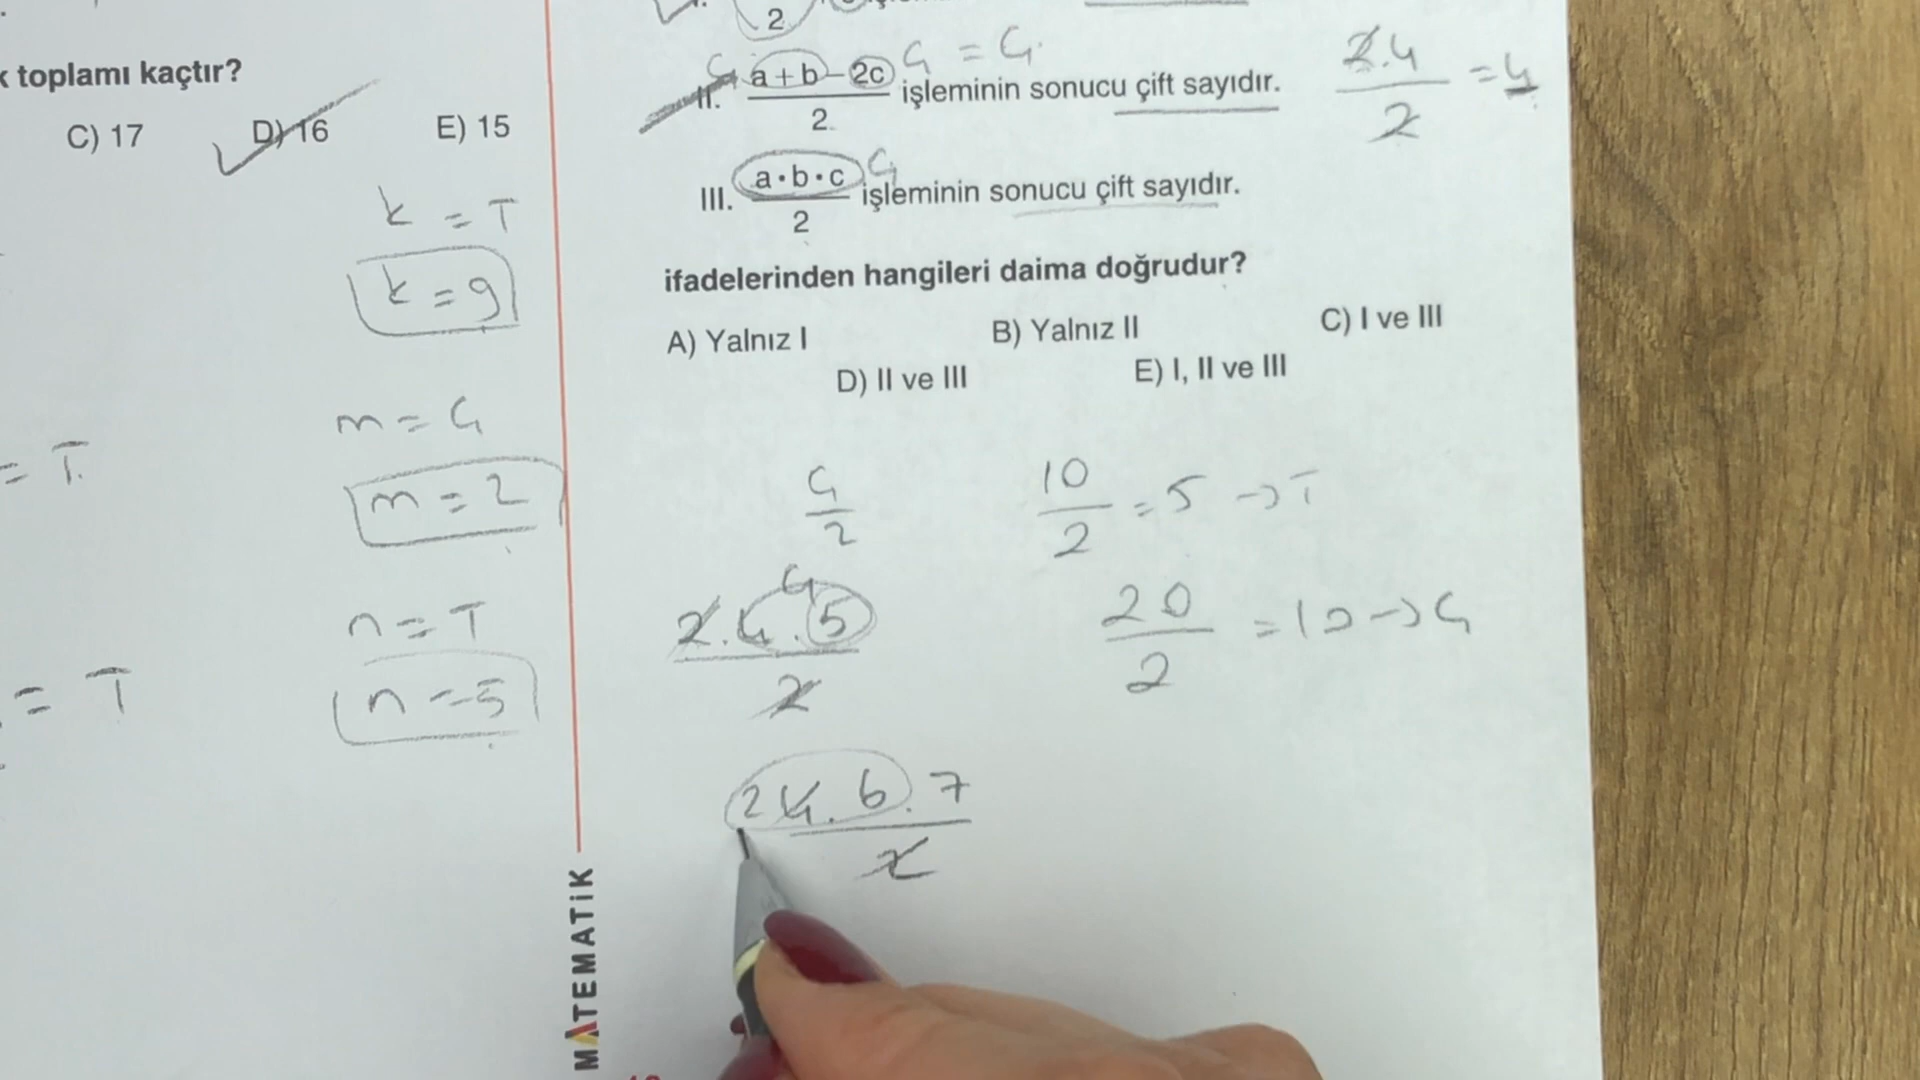 toplamı kaçtır?
C) 17
D) 16
E) 15
k = T
k = 9
m = Ç
m = 2
n = T
n = 5
= T
= T
2
Ç a + b - 2c Ç = Ç
II. işleminin sonucu çift sayıdır.
2
2.4 = 4
2
a · b · c Ç
III. işleminin sonucu çift sayıdır.
2
ifadelerinden hangileri daima doğrudur?
A) Yalnız I
B) Yalnız II
C) I ve III
D) II ve III
E) I, II ve III
Ç
2
10 = 5 → T
2
Ç
2.4.5
2
20 = 10 → Ç
2
2 4.6.7
2
MATEMATİK